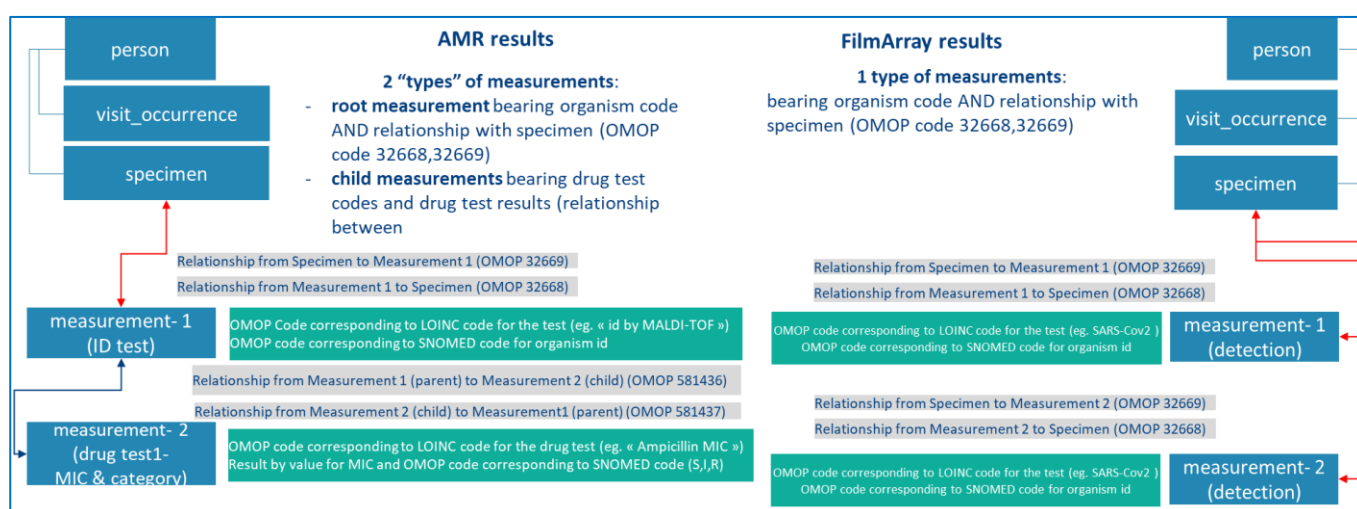 person
visit_occurrence
specimen
AMR results
2 “types” of measurements:
- root measurement bearing organism code
AND relationship with specimen (OMOP
code 32668,32669)
- child measurements bearing drug test
codes and drug test results (relationship
between
Relationship from Specimen to Measurement 1 (OMOP 32669)
Relationship from Measurement 1 to Specimen (OMOP 32668)
measurement- 1
(ID test)
OMOP Code corresponding to LOINC code for the test (eg. « id by MALDI-TOF »)
OMOP code corresponding to SNOMED code for organism id
Relationship from Measurement 1 (parent) to Measurement 2 (child) (OMOP 581436)
Relationship from Measurement 2 (child) to Measurement1 (parent) (OMOP 581437)
measurement- 2
(drug test1-
MIC & category)
OMOP code corresponding to LOINC code for the drug test (eg. « Ampicillin MIC »)
Result by value for MIC and OMOP code corresponding to SNOMED code (S,I,R)
FilmArray results
1 type of measurements:
bearing organism code AND relationship with
specimen (OMOP code 32668,32669)
person
visit_occurrence
specimen
Relationship from Specimen to Measurement 1 (OMOP 32669)
Relationship from Measurement 1 to Specimen (OMOP 32668)
OMOP code corresponding to LOINC code for the test (eg. SARS-Cov2 )
OMOP code corresponding to SNOMED code for organism id
measurement- 1
(detection)
Relationship from Specimen to Measurement 2 (OMOP 32669)
Relationship from Measurement 2 to Specimen (OMOP 32668)
OMOP code corresponding to LOINC code for the test (eg. SARS-Cov2 )
OMOP code corresponding to SNOMED code for organism id
measurement- 2
(detection)